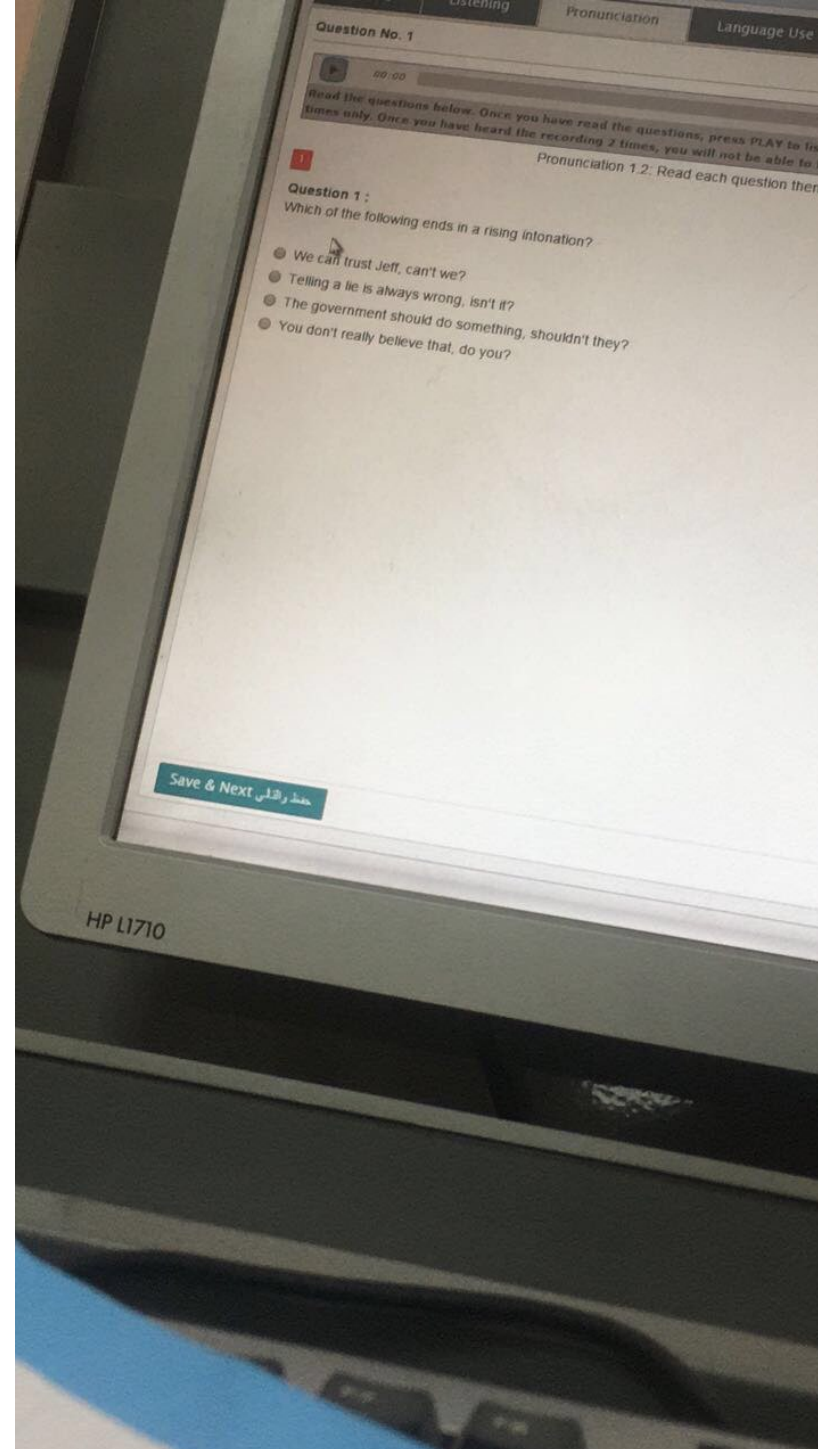 Listening
Pronunciation
Language Use
Question No. 1
00:00
Read the questions below. Once you have read the questions, press PLAY to
times only. Once you have heard the recording 2 times, you will not be able to
1
Pronunciation 1.2: Read each question then
Question 1 :
Which of the following ends in a rising intonation?
We can trust Jeff, can't we?
Telling a lie is always wrong, isn't it?
The government should do something, shouldn't they?
You don't really believe that, do you?
Save & Next حفظ والتالي
HP L1710